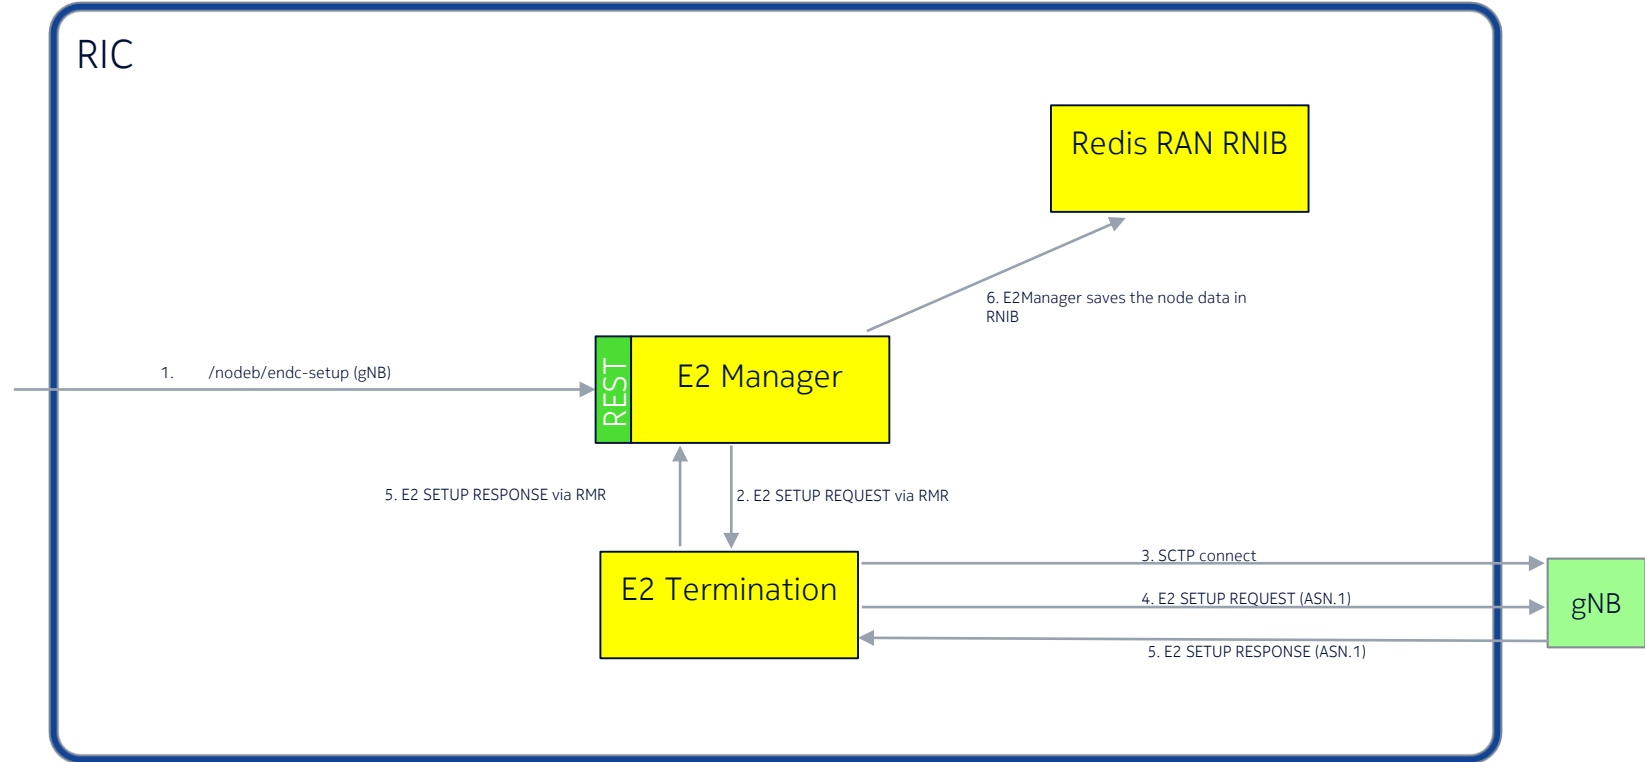 RIC
Redis RAN RNIB
6. E2Manager saves the node data in
RNIB
1. /nodeb/endc-setup (gNB)
REST
E2 Manager
5. E2 SETUP RESPONSE via RMR
2. E2 SETUP REQUEST via RMR
E2 Termination
3. SCTP connect
4. E2 SETUP REQUEST (ASN.1)
5. E2 SETUP RESPONSE (ASN.1)
gNB